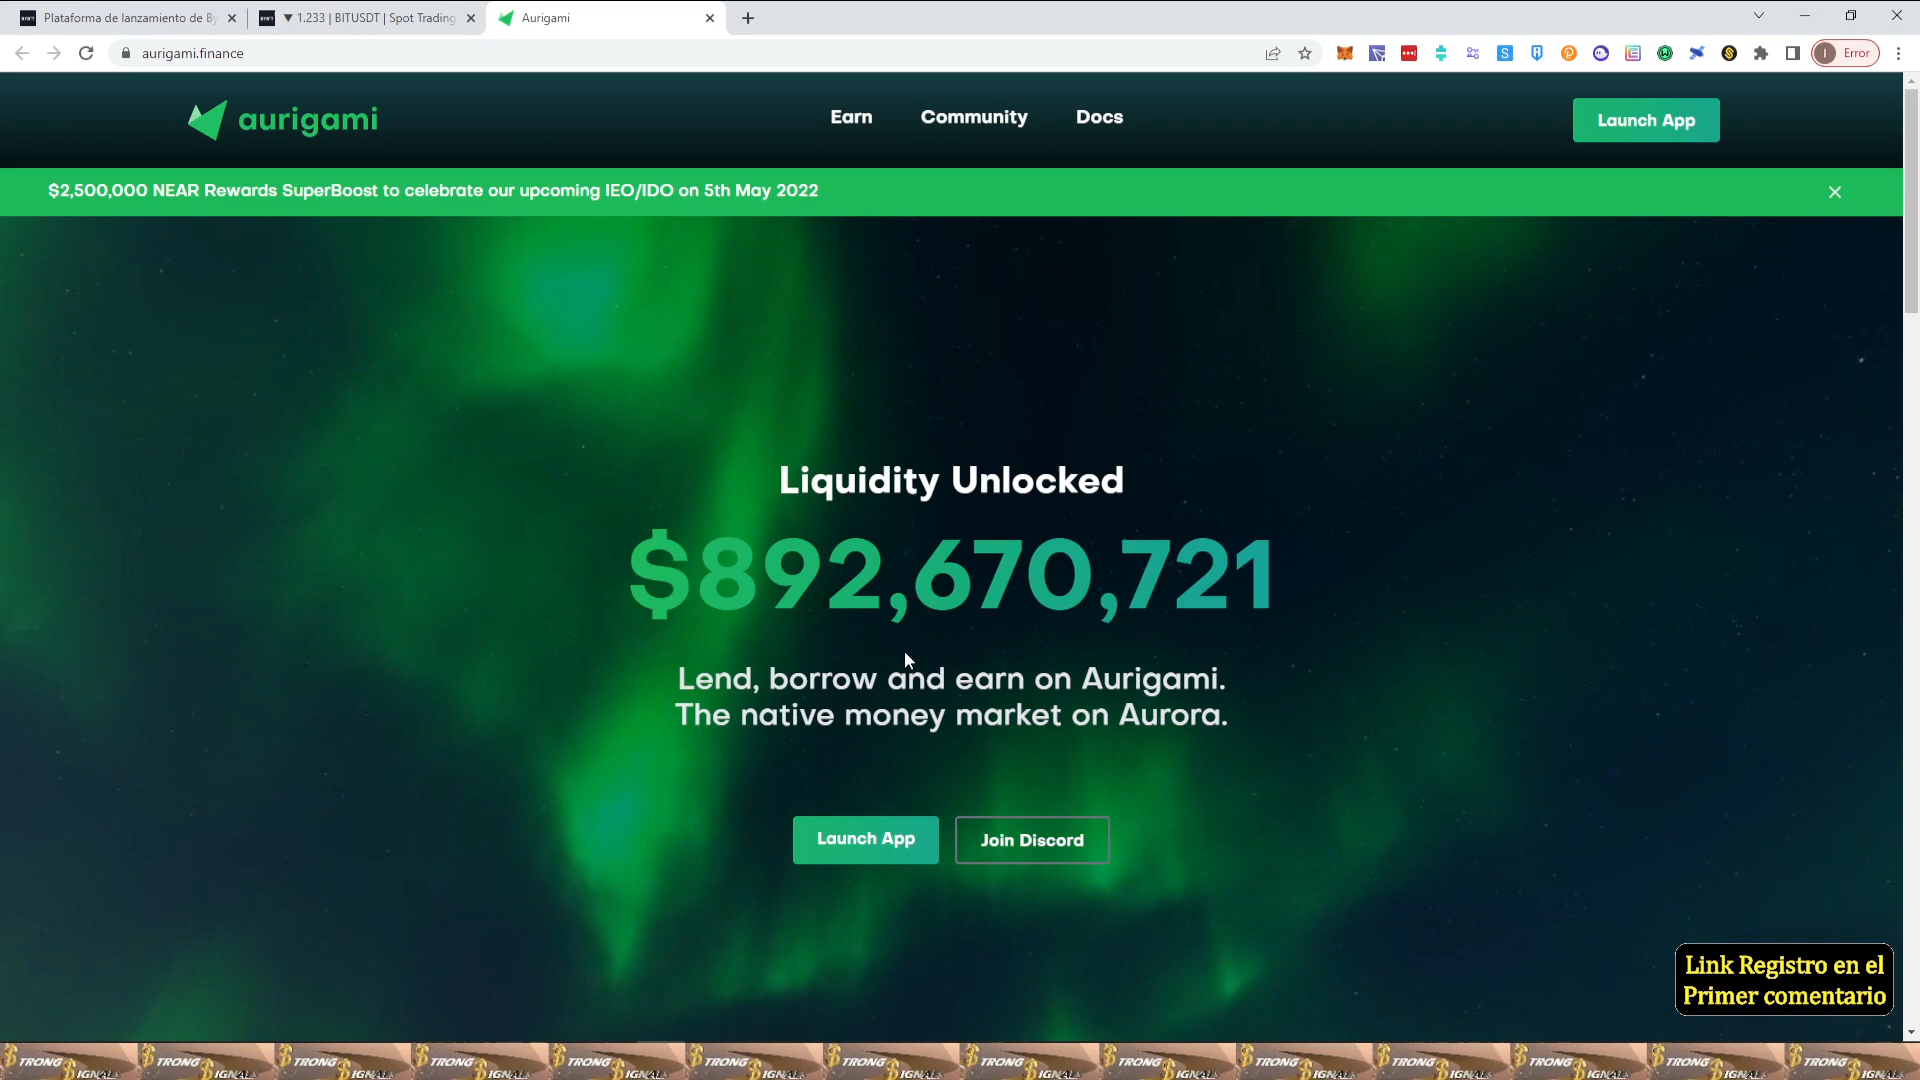 Plataforma de lanzamiento de By
▼ 1.233 | BITUSDT | Spot Trading
Aurigami
aurigami.finance
Error
aurigami
Earn
Community
Docs
Launch App
$2,500,000 NEAR Rewards SuperBoost to celebrate our upcoming IEO/IDO on 5th May 2022
Liquidity Unlocked
$892,670,721
Lend, borrow and earn on Aurigami.
The native money market on Aurora.
Launch App
Join Discord
Link Registro en el
Primer comentario